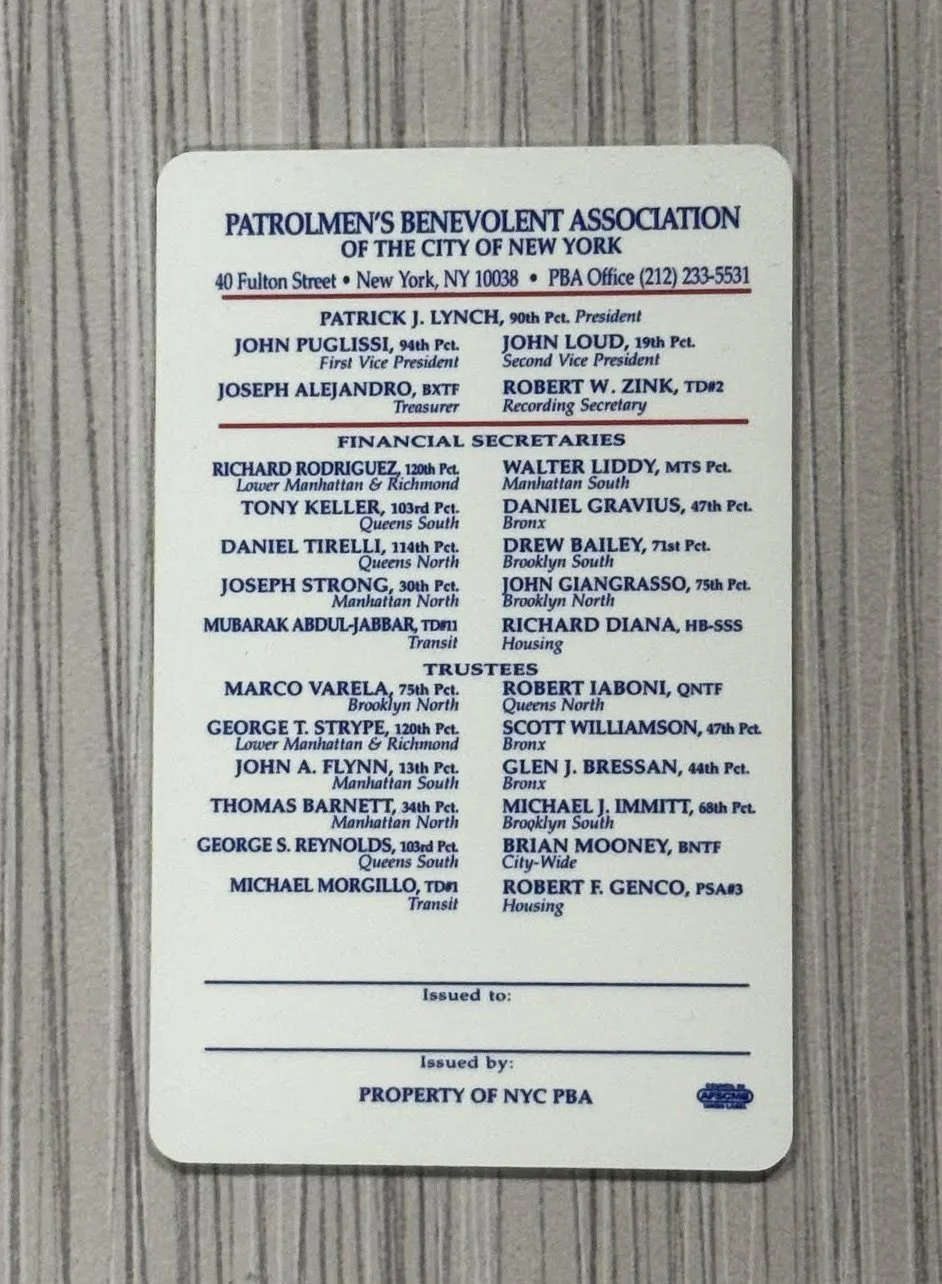 PATROLMEN'S BENEVOLENT ASSOCIATION
OF THE CITY OF NEW YORK
40 Fulton Street • New York, NY 10038 • PBA Office (212) 233-5531
PATRICK J. LYNCH, 90th Pct. President
JOHN PUGLISSI, 94th Pct. JOHN LOUD, 19th Pct.
First Vice President Second Vice President
JOSEPH ALEJANDRO, BXTF ROBERT W. ZINK, TD#2
Treasurer Recording Secretary
FINANCIAL SECRETARIES
RICHARD RODRIGUEZ, 120th Pct. WALTER LIDDY, MTS Pct.
Lower Manhattan & Richmond Manhattan South
TONY KELLER, 103rd Pct. DANIEL GRAVIUS, 47th Pct.
Queens South Bronx
DANIEL TIRELLI, 114th Pct. DREW BAILEY, 71st Pct.
Queens North Brooklyn South
JOSEPH STRONG, 30th Pct. JOHN GIANGRASSO, 75th Pct.
Manhattan North Brooklyn North
MUBARAK ABDUL-JABBAR, TD#11 RICHARD DIANA, HB-SSS
Transit Housing
TRUSTEES
MARCO VARELA, 75th Pct. ROBERT IABONI, QNTF
Brooklyn North Queens North
GEORGE T. STRYPE, 120th Pct. SCOTT WILLIAMSON, 47th Pct.
Lower Manhattan & Richmond Bronx
JOHN A. FLYNN, 13th Pct. GLEN J. BRESSAN, 44th Pct.
Manhattan South Bronx
THOMAS BARNETT, 34th Pct. MICHAEL J. IMMITT, 68th Pct.
Manhattan North Brooklyn South
GEORGE S. REYNOLDS, 103rd Pct. BRIAN MOONEY, BNTF
Queens South City-Wide
MICHAEL MORGILLO, TD#1 ROBERT F. GENCO, PSA#3
Transit Housing
Issued to:
Issued by:
PROPERTY OF NYC PBA
AFSCME